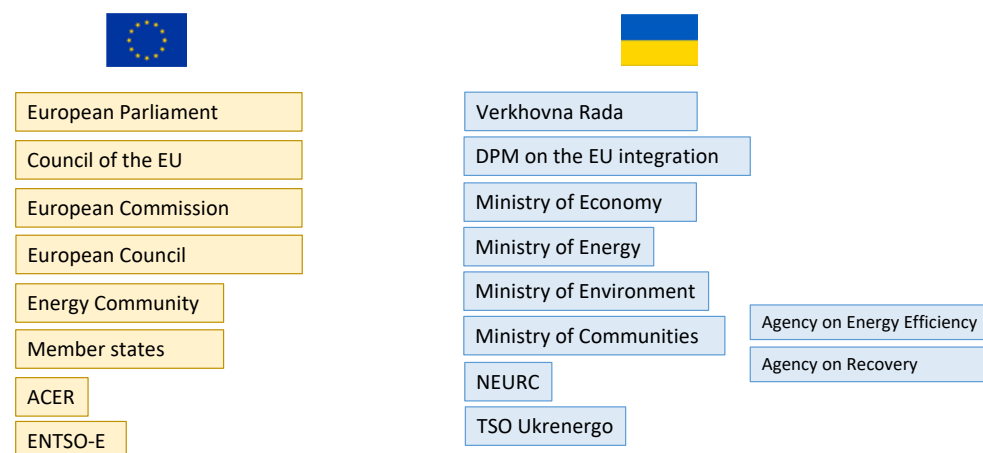 European Parliament
Council of the EU
European Commission
European Council
Energy Community
Member states
ACER
ENTSO-E
Verkhovna Rada
DPM on the EU integration
Ministry of Economy
Ministry of Energy
Ministry of Environment
Ministry of Communities
NEURC
TSO Ukrenergo
Agency on Energy Efficiency
Agency on Recovery